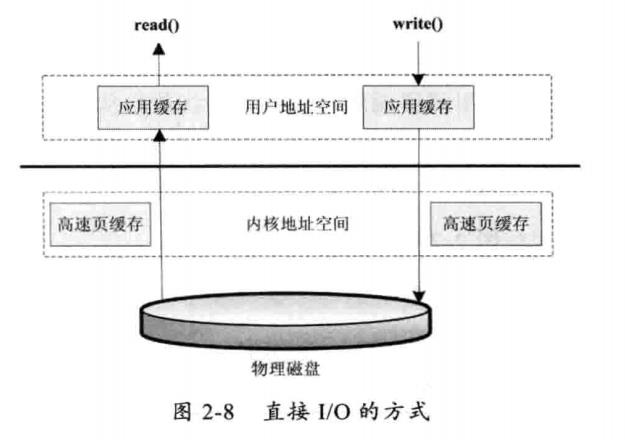 read() write()
应用缓存 用户地址空间 应用缓存
高速页缓存 内核地址空间 高速页缓存
物理磁盘
图 2-8 直接 I/O 的方式